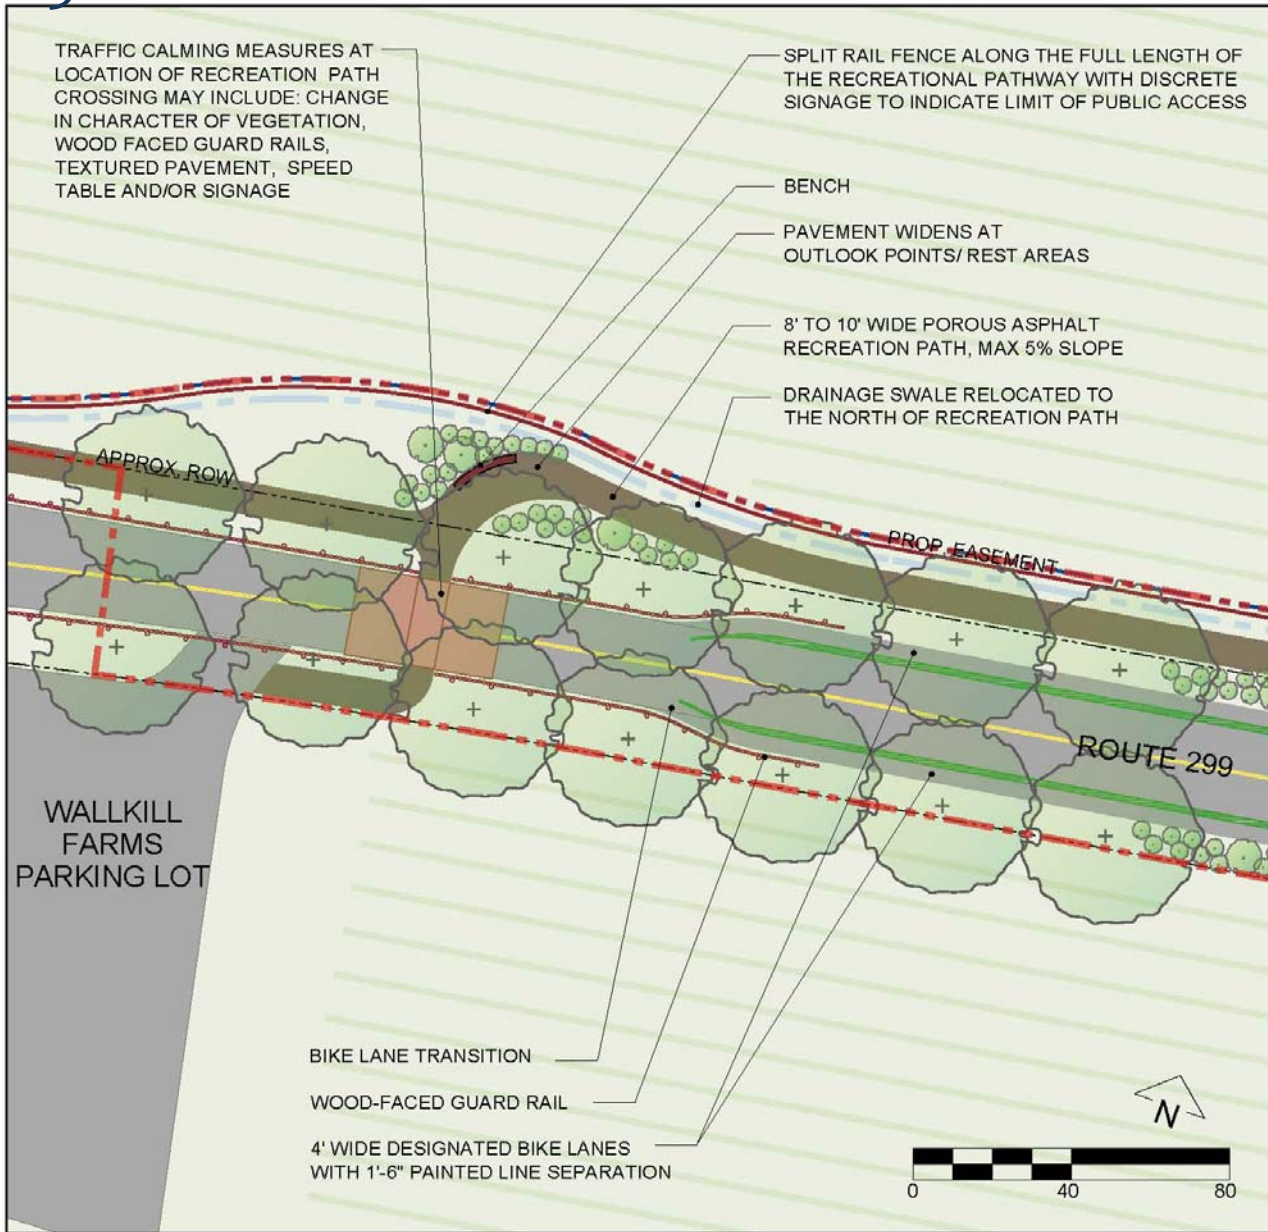 TRAFFIC CALMING MEASURES AT
LOCATION OF RECREATION PATH
CROSSING MAY INCLUDE: CHANGE
IN CHARACTER OF VEGETATION,
WOOD FACED GUARD RAILS,
TEXTURED PAVEMENT, SPEED
TABLE AND/OR SIGNAGE
SPLIT RAIL FENCE ALONG THE FULL LENGTH OF
THE RECREATIONAL PATHWAY WITH DISCRETE
SIGNAGE TO INDICATE LIMIT OF PUBLIC ACCESS
BENCH
PAVEMENT WIDENS AT
OUTLOOK POINTS/ REST AREAS
8' TO 10' WIDE POROUS ASPHALT
RECREATION PATH, MAX 5% SLOPE
DRAINAGE SWALE RELOCATED TO
THE NORTH OF RECREATION PATH
APPROX. ROW
PROP. EASEMENT
ROUTE 299
WALLKILL
FARMS
PARKING LOT
BIKE LANE TRANSITION
WOOD-FACED GUARD RAIL
4' WIDE DESIGNATED BIKE LANES
WITH 1'-6" PAINTED LINE SEPARATION
N
0 40 80